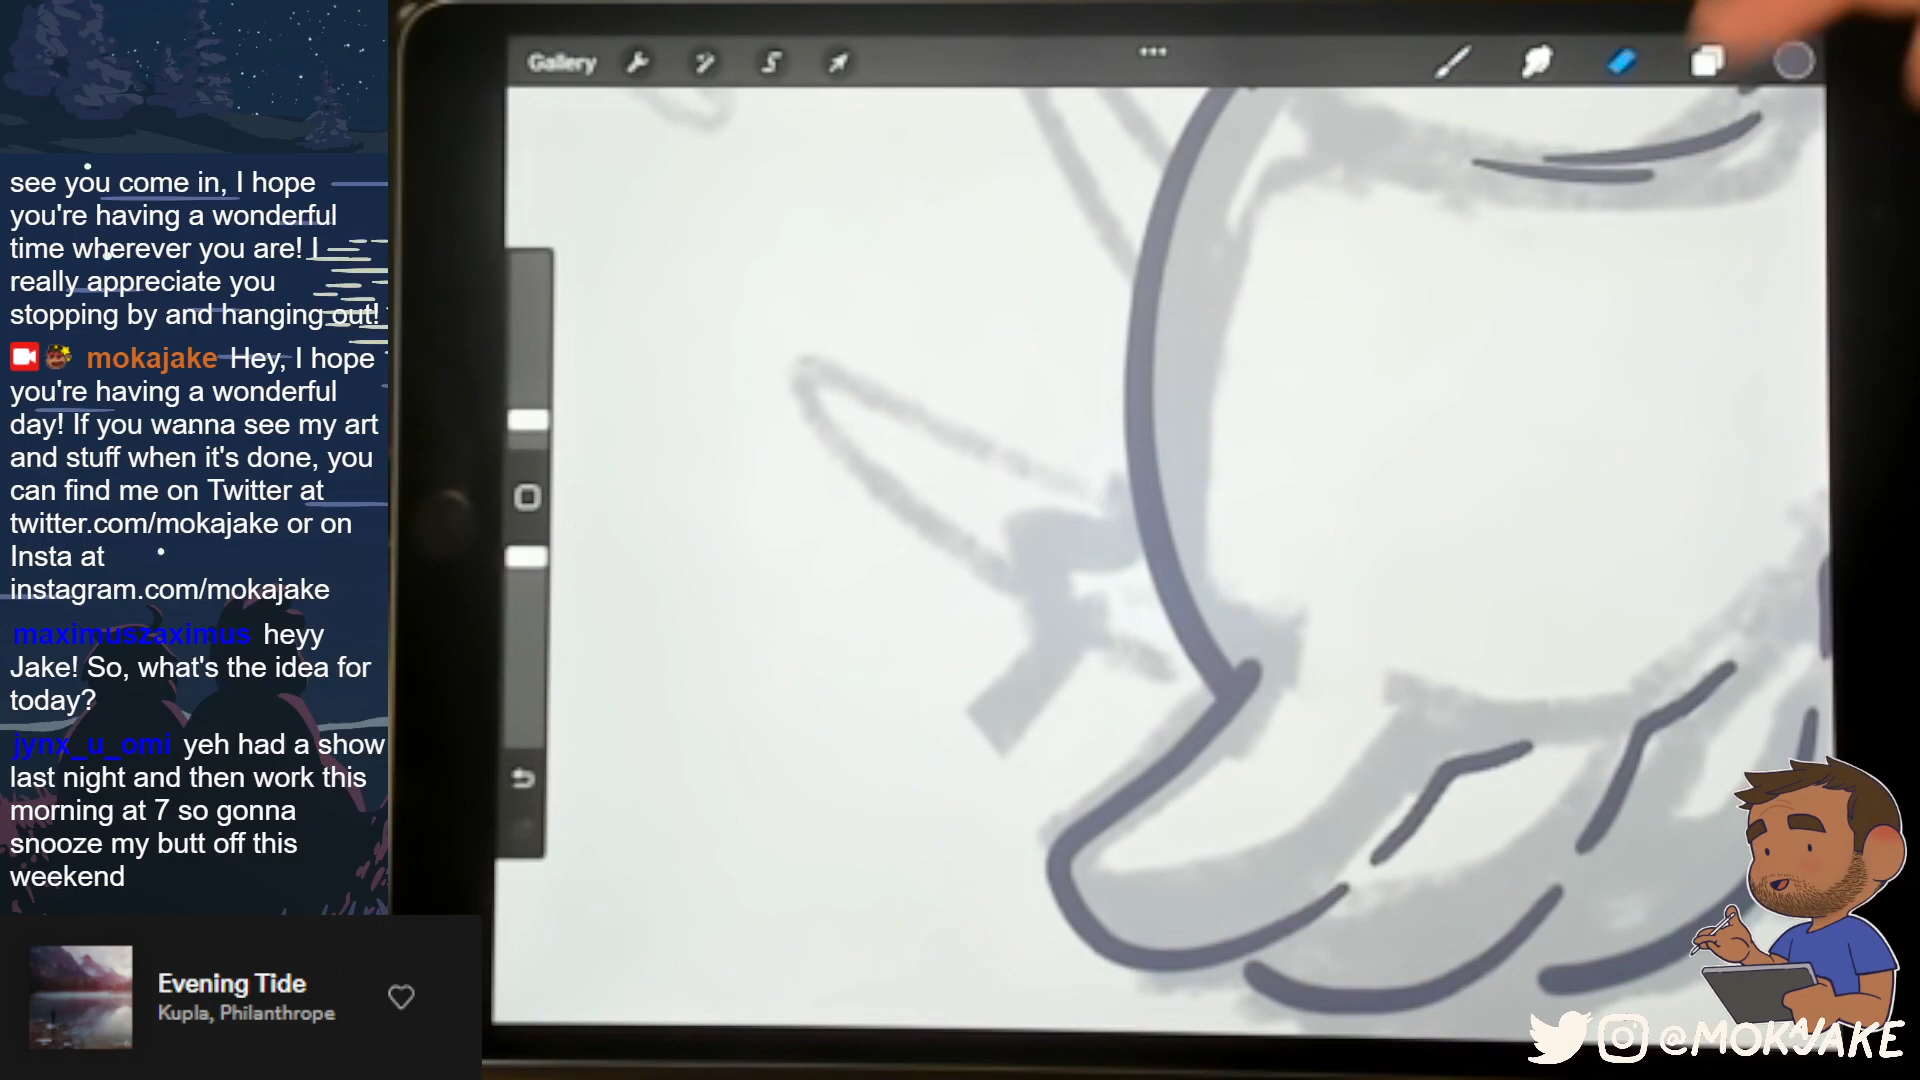 see you come in, I hope
you're having a wonderful
time wherever you are! I
really appreciate you
stopping by and hanging out!
mokajake Hey, I hope
you're having a wonderful
day! If you wanna see my art
and stuff when it's done, you
can find me on Twitter at
twitter.com/mokajake or on
Insta at
instagram.com/mokajake
maximuszaximus heyy
Jake! So, what's the idea for
today?
jynx_u_omi yeh had a show
last night and then work this
morning at 7 so gonna
snooze my butt off this
weekend
Evening Tide
Kupla, Philanthrope
Gallery
@MOKAJAKE